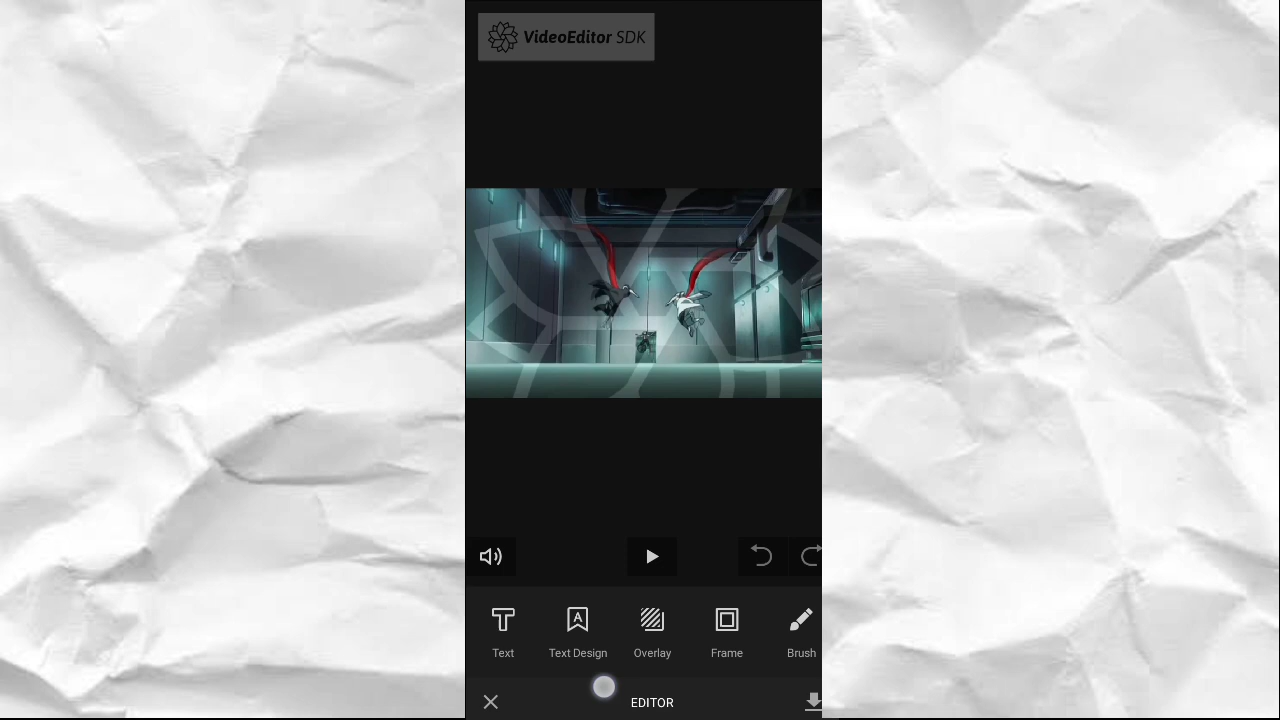 VideoEditor SDK
Text
Text Design
Overlay
Frame
Brush
EDITOR